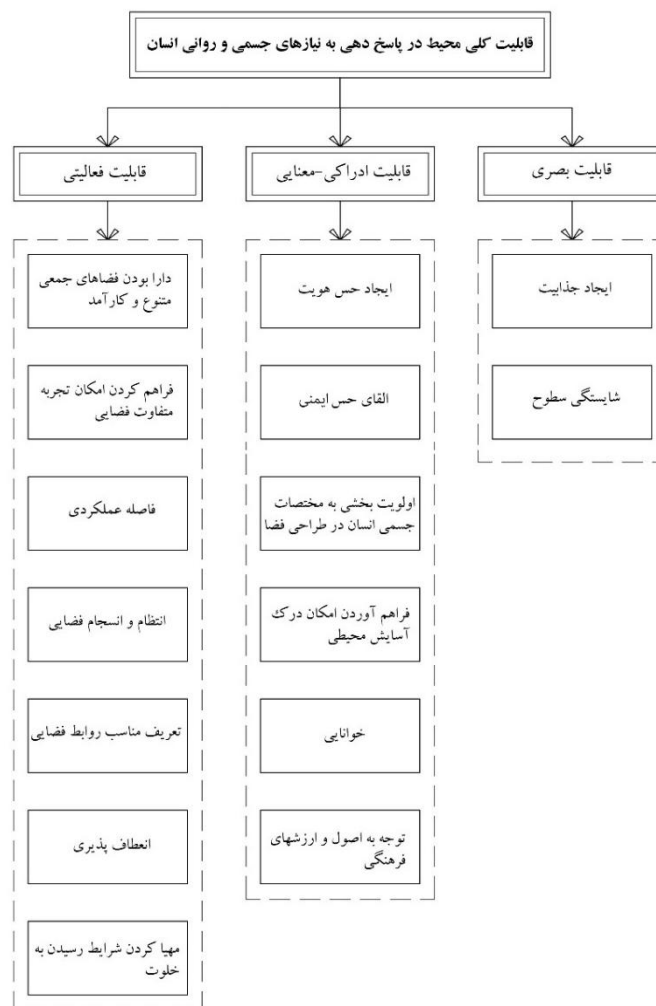 قابلیت کلی محیط در پاسخ دهی به نیازهای جسمی و روانی انسان
قابلیت بصری
ایجاد جذابیت
شایستگی سطوح
قابلیت ادراکی-معنایی
ایجاد حس هویت
القای حس ایمنی
اولویت بخشی به مختصات
جسمی انسان در طراحی فضا
فراهم آوردن امکان درک
آسایش محیطی
خوانایی
توجه به اصول و ارزشهای
فرهنگی
قابلیت فعالیتی
دارا بودن فضاهای جمعی
متنوع و کارآمد
فراهم کردن امکان تجربه
متفاوت فضایی
فاصله عملکردی
انتظام و انسجام فضایی
تعریف مناسب روابط فضایی
انعطاف پذیری
مهیا کردن شرایط رسیدن به
خلوت